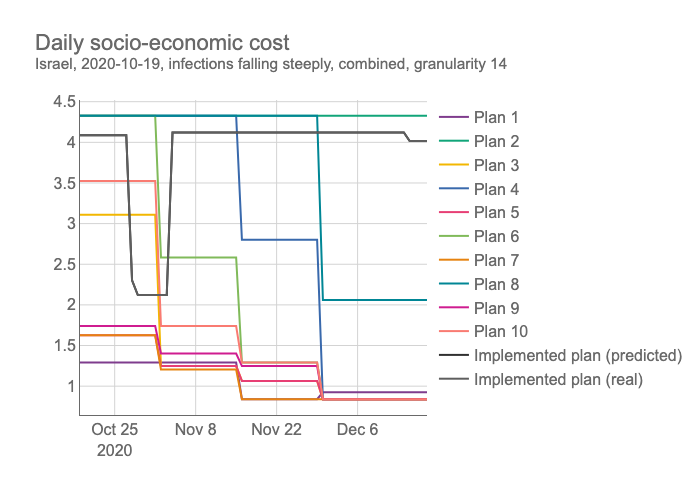 Daily socio-economic cost
Israel, 2020-10-19, infections falling steeply, combined, granularity 14
4.5
4
3.5
3
2.5
2
1.5
1
Oct 25
2020
Nov 8
Nov 22
Dec 6
Plan 1
Plan 2
Plan 3
Plan 4
Plan 5
Plan 6
Plan 7
Plan 8
Plan 9
Plan 10
Implemented plan (predicted)
Implemented plan (real)